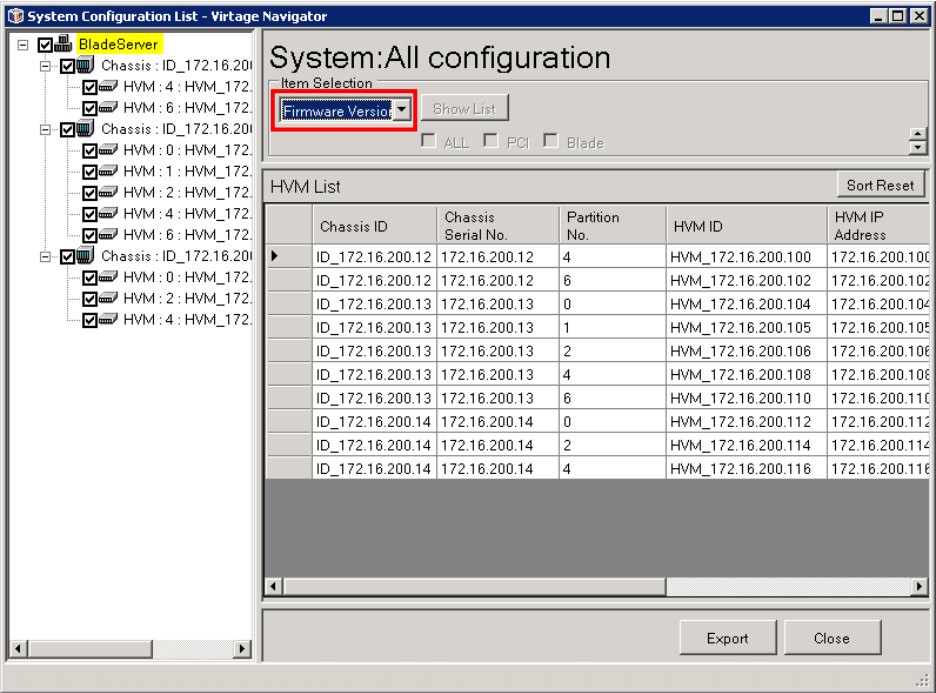 System Configuration List - Virtage Navigator
BladeServer
Chassis : ID_172.16.20
HVM : 4 : HVM_172.
HVM : 6 : HVM_172.
Chassis : ID_172.16.20
HVM : 0 : HVM_172.
HVM : 1 : HVM_172.
HVM : 2 : HVM_172.
HVM : 4 : HVM_172.
HVM : 6 : HVM_172.
Chassis : ID_172.16.20
HVM : 0 : HVM_172.
HVM : 2 : HVM_172.
HVM : 4 : HVM_172.
System:All configuration
Item Selection
Firmware Version Show List
ALL PCI Blade
HVM List Sort Reset
Chassis ID Chassis Serial No. Partition No. HVM ID HVM IP Address
ID_172.16.200.12 172.16.200.12 4 HVM_172.16.200.100 172.16.200.100
ID_172.16.200.12 172.16.200.12 6 HVM_172.16.200.102 172.16.200.102
ID_172.16.200.13 172.16.200.13 0 HVM_172.16.200.104 172.16.200.104
ID_172.16.200.13 172.16.200.13 1 HVM_172.16.200.105 172.16.200.105
ID_172.16.200.13 172.16.200.13 2 HVM_172.16.200.106 172.16.200.106
ID_172.16.200.13 172.16.200.13 4 HVM_172.16.200.108 172.16.200.108
ID_172.16.200.13 172.16.200.13 6 HVM_172.16.200.110 172.16.200.110
ID_172.16.200.14 172.16.200.14 0 HVM_172.16.200.112 172.16.200.112
ID_172.16.200.14 172.16.200.14 2 HVM_172.16.200.114 172.16.200.114
ID_172.16.200.14 172.16.200.14 4 HVM_172.16.200.116 172.16.200.116
Export Close